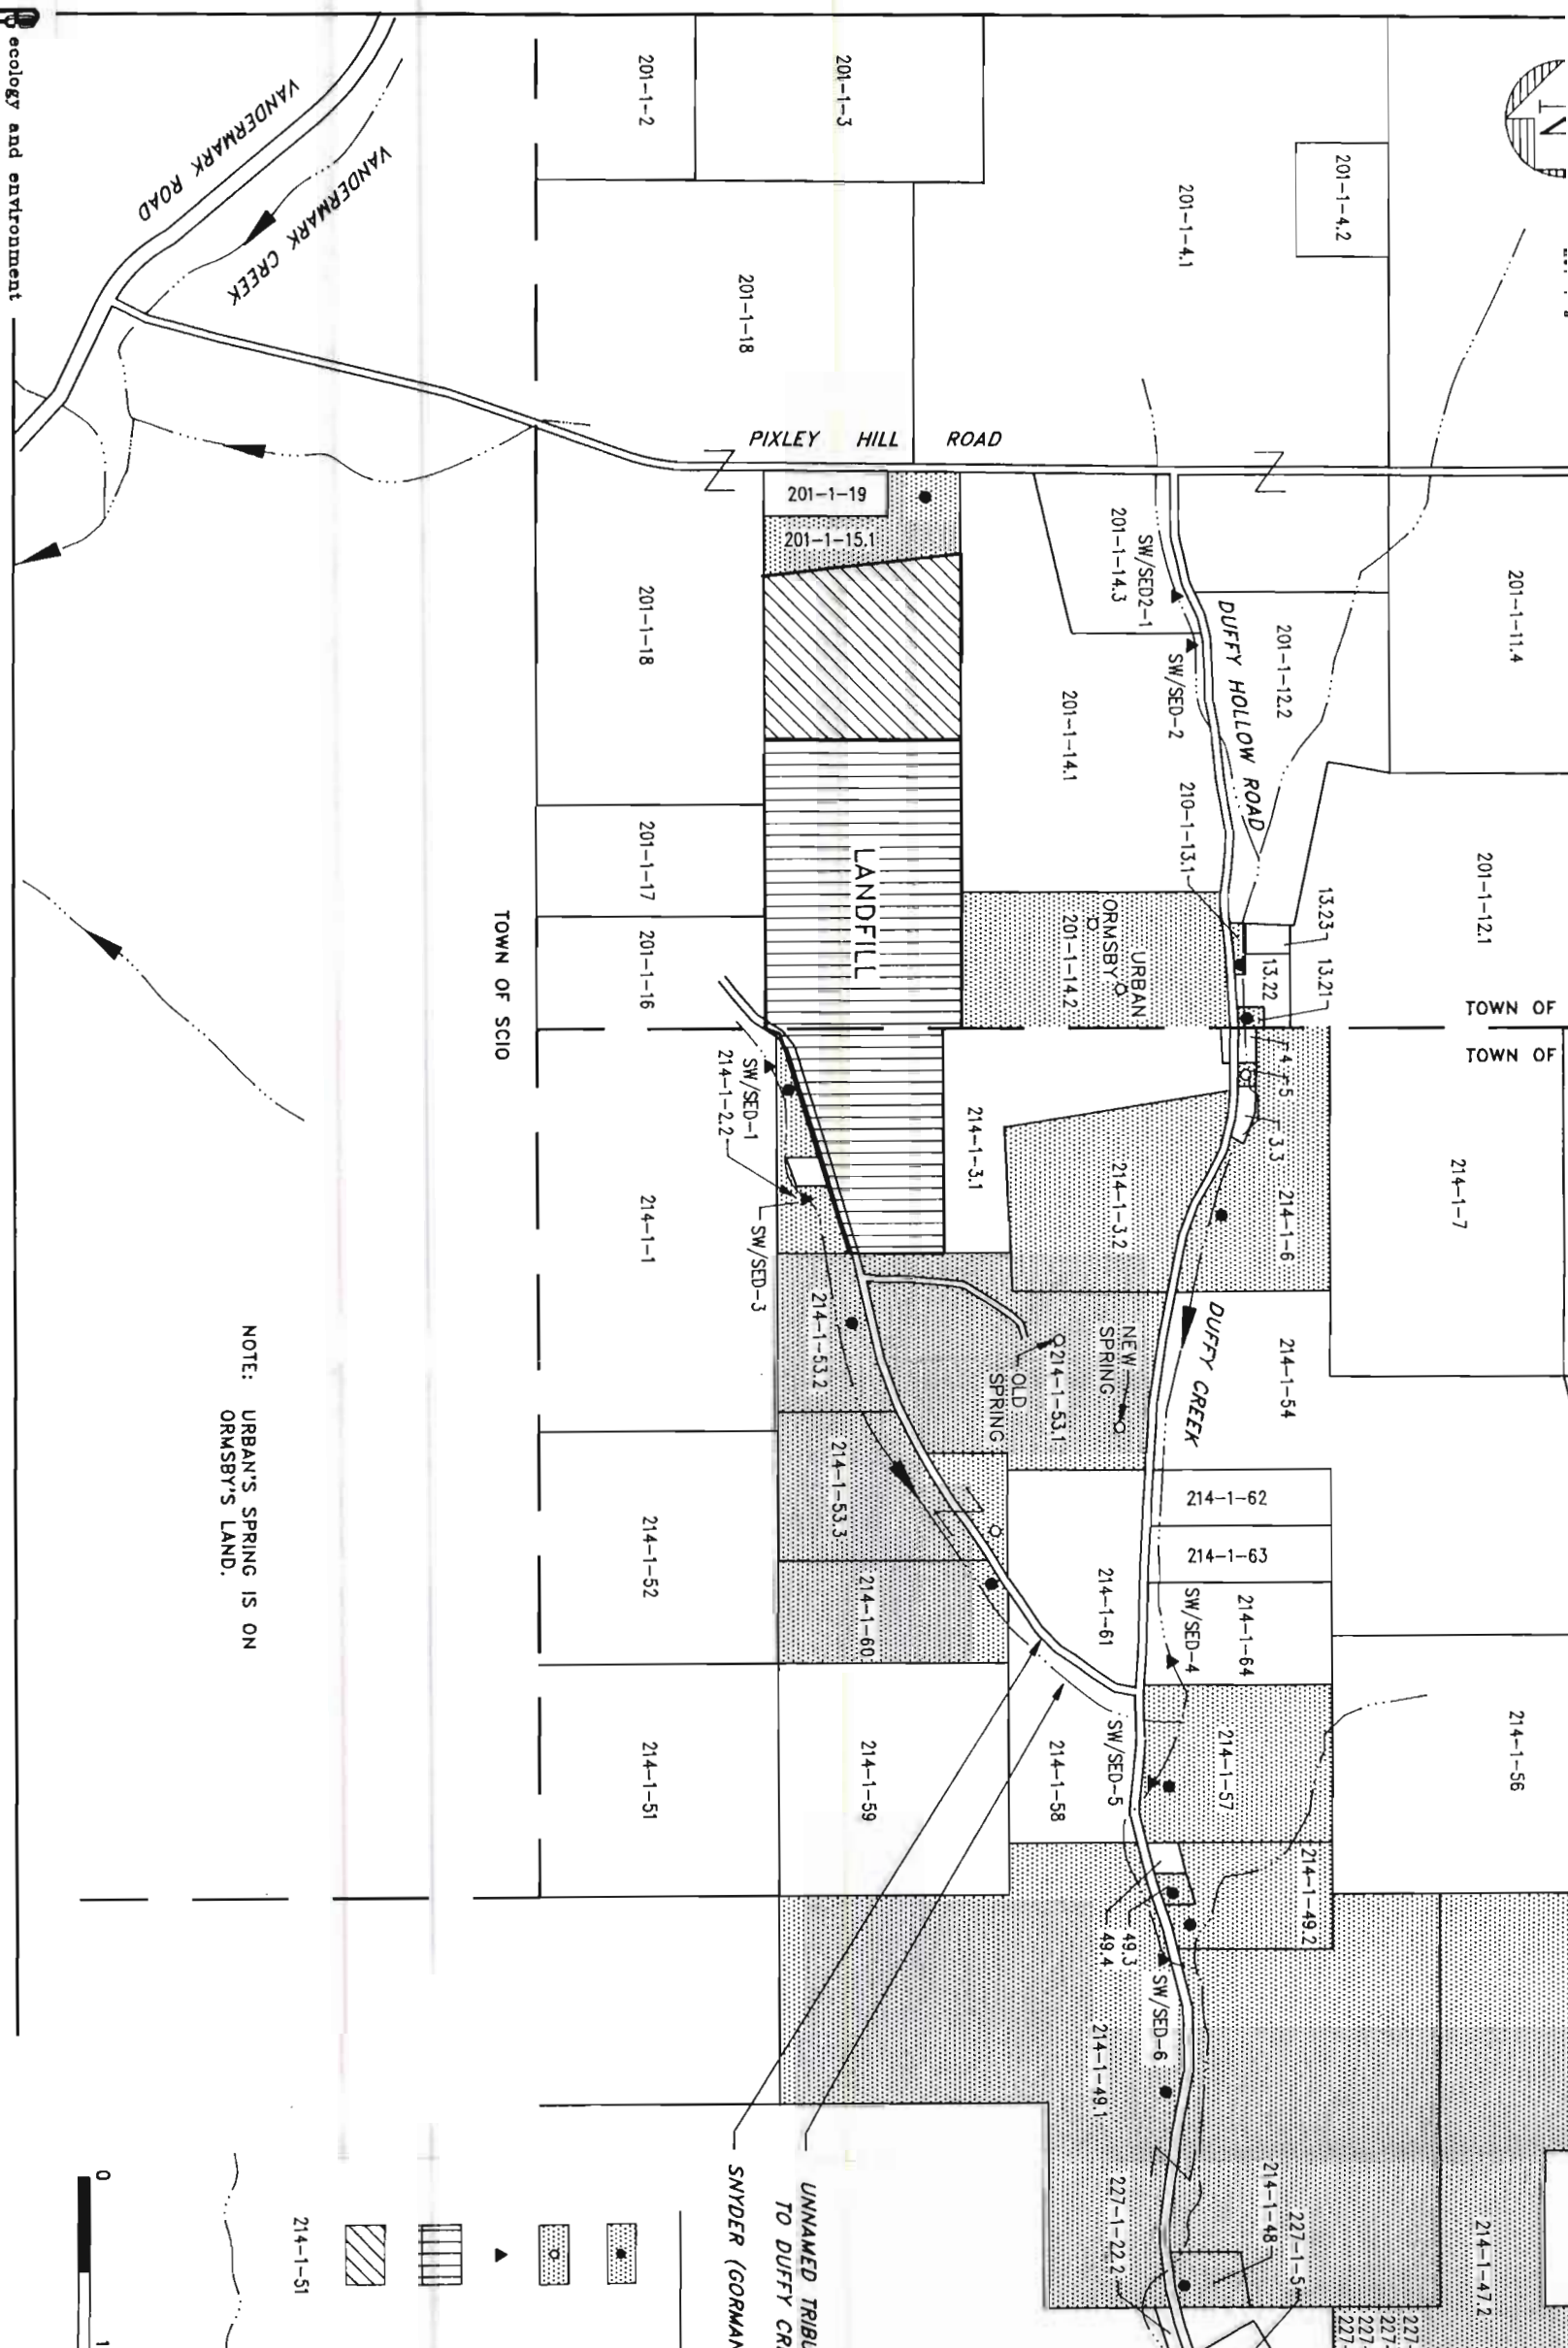 N
ecology and environment
VANDERMARK ROAD
VANDERMARK CREEK
201-1-2
201-1-3
201-1-4.2
201-1-4.1
201-1-18
PIXLEY HILL ROAD
201-1-19
201-1-15.1
201-1-14.3
SW/SED2-1
SW/SED-2
DUFFY HOLLOW ROAD
201-1-12.2
201-1-11.4
201-1-18
201-1-14.1
210-1-13.1
201-1-12.1
13.23
13.22
13.21
201-1-17
201-1-16
LANDFILL
ORMSBY
URBAN
201-1-14.2
TOWN OF SCIO
TOWN OF
TOWN OF
4
5
3.3
SW/SED-1
214-1-2.2
SW/SED-3
214-1-1
214-1-3.1
214-1-3.2
214-1-6
214-1-7
214-1-53.2
OLD
SPRING
214-1-53.1
NEW
SPRING
DUFFY CREEK
214-1-54
214-1-53.3
214-1-62
214-1-63
214-1-64
SW/SED-4
214-1-61
214-1-60
214-1-52
214-1-51
214-1-59
214-1-58
SW/SED-5
214-1-57
214-1-56
214-1-49.2
49.3
49.4
SW/SED-6
214-1-49.1
214-1-48
227-1-5
227-1-22.2
214-1-47.2
227-
227-
227-
227-
NOTE: URBAN'S SPRING IS ON
ORMSBY'S LAND.
UNNAMED
TO DUFFY
SNYDER
214-1-51
0
1